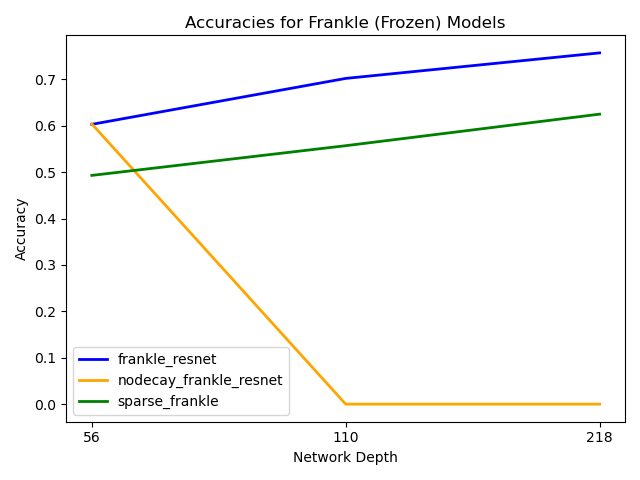 Accuracies for Frankle (Frozen) Models
Accuracy
0.7
0.6
0.5
0.4
0.3
0.2
0.1
0.0
frankle_resnet
nodecay_frankle_resnet
sparse_frankle
56
110
218
Network Depth